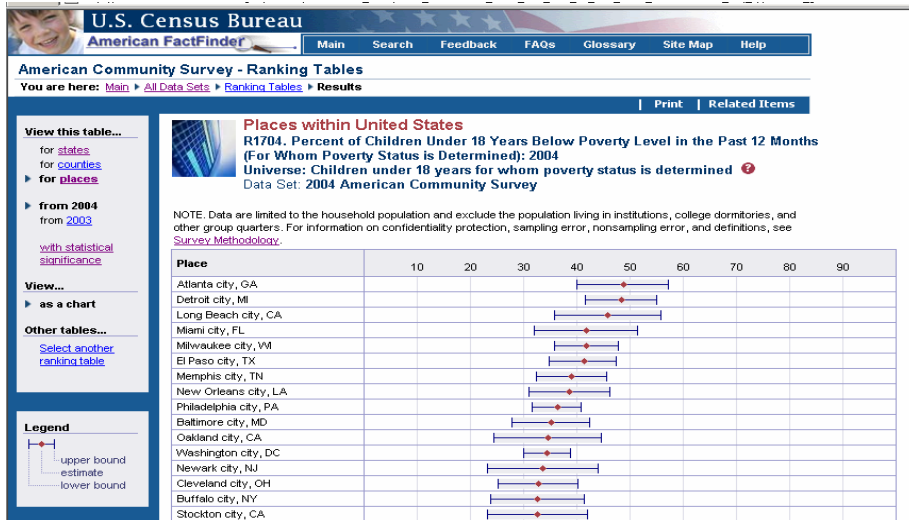 U.S. Census Bureau
American FactFinder
Main Search Feedback FAQs Glossary Site Map Help
American Community Survey - Ranking Tables
You are here: Main ▶ All Data Sets ▶ Ranking Tables ▶ Results
| Print | Related Items
View this table...
for states
for counties
for places
from 2004
from 2003
with statistical
significance
View...
as a chart
Other tables...
Select another
ranking table
Legend
upper bound
estimate
lower bound
Places within United States
R1704. Percent of Children Under 18 Years Below Poverty Level in the Past 12 Months
(For Whom Poverty Status is Determined): 2004
Universe: Children under 18 years for whom poverty status is determined ?
Data Set: 2004 American Community Survey
NOTE. Data are limited to the household population and exclude the population living in institutions, college dormitories, and
other group quarters. For information on confidentiality protection, sampling error, nonsampling error, and definitions, see
Survey Methodology.
Place 10 20 30 40 50 60 70 80 90
Atlanta city, GA
Detroit city, MI
Long Beach city, CA
Miami city, FL
Milwaukee city, WI
El Paso city, TX
Memphis city, TN
New Orleans city, LA
Philadelphia city, PA
Baltimore city, MD
Oakland city, CA
Washington city, DC
Newark city, NJ
Cleveland city, OH
Buffalo city, NY
Stockton city, CA